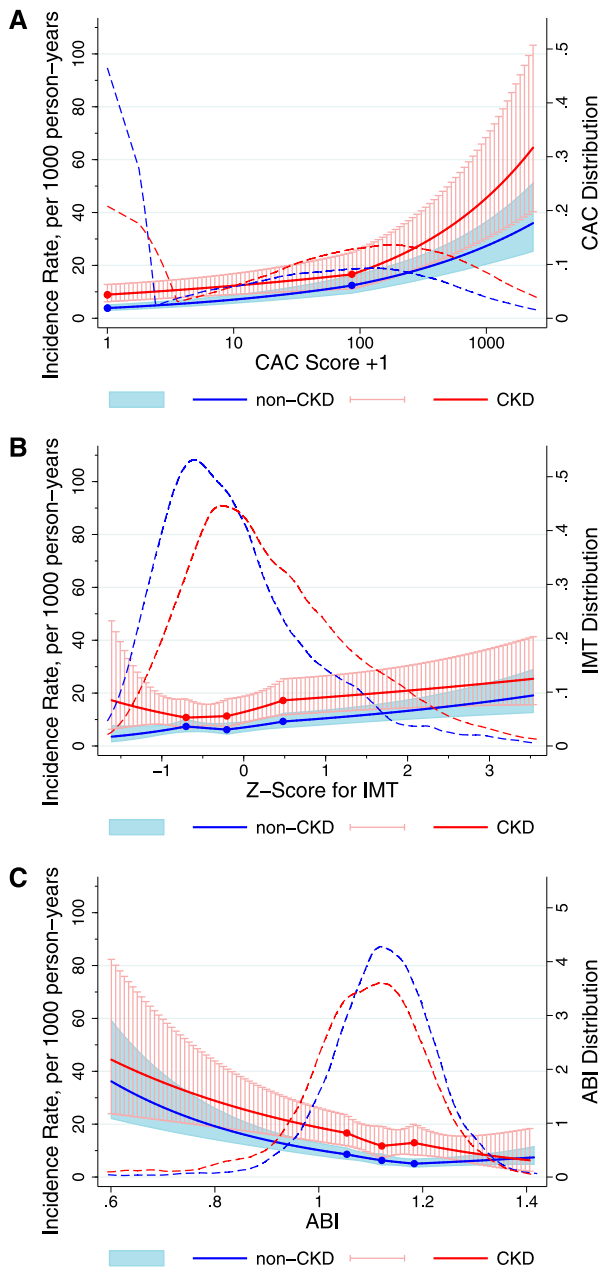 A
Incidence Rate, per 1000 person−years
0
20
40
60
80
100
CAC Distribution
0
.1
.2
.3
.4
.5
1
10
100
1000
CAC Score +1
non−CKD
CKD
B
Incidence Rate, per 1000 person−years
0
20
40
60
80
100
IMT Distribution
0
.1
.2
.3
.4
.5
−1
0
1
2
3
Z−Score for IMT
non−CKD
CKD
C
Incidence Rate, per 1000 person−years
0
20
40
60
80
100
ABI Distribution
0
1
2
3
4
5
.6
.8
1
1.2
1.4
ABI
non−CKD
CKD